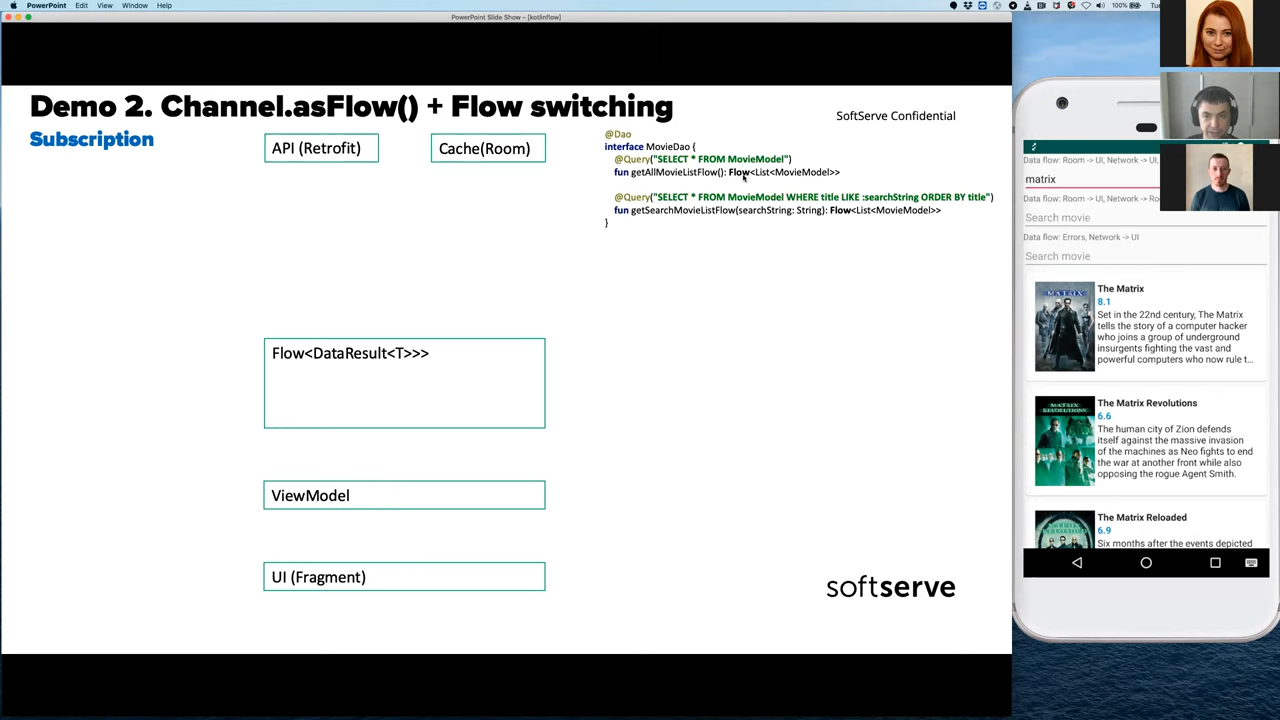 PowerPoint Edit View Window Help
100%
PowerPoint Slide Show - [kotlinflow]
Demo 2. Channel.asFlow() + Flow switching
SoftServe Confidential
Subscription
API (Retrofit)
Cache(Room)
@Dao
interface MovieDao {
@Query("SELECT * FROM MovieModel")
fun getAllMovieListFlow(): Flow<List<MovieModel>>
@Query("SELECT * FROM MovieModel WHERE title LIKE :searchString ORDER BY title")
fun getSearchMovieListFlow(searchString: String): Flow<List<MovieModel>>
}
Flow<DataResult<T>>>
ViewModel
UI (Fragment)
softserve
Data flow: Room -> UI, Network -> UI,
matrix
Data flow: Room -> UI, Network -> Ro
Search movie
Data flow: Errors, Network -> UI
Search movie
The Matrix
8.1
Set in the 22nd century, The Matrix
tells the story of a computer hacker
who joins a group of underground
insurgents fighting the vast and
powerful computers who now rule t...
The Matrix Revolutions
6.6
The human city of Zion defends
itself against the massive invasion
of the machines as Neo fights to end
the war at another front while also
opposing the rogue Agent Smith.
The Matrix Reloaded
6.9
Six months after the events depicted